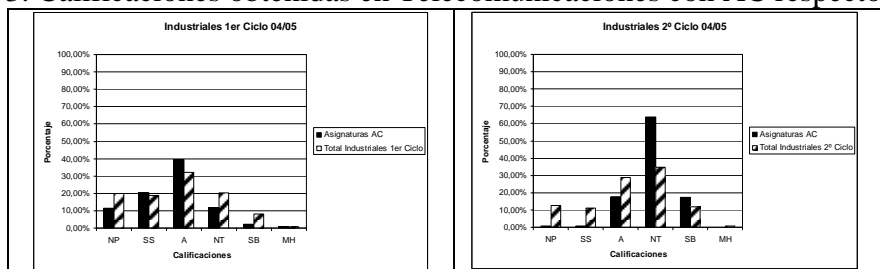 Industriales 1er Ciclo 04/05
100,00%
90,00%
80,00%
70,00%
60,00%
50,00%
40,00%
30,00%
20,00%
10,00%
0,00%
Porcentaje
NP SS A NT SB MH
Calificaciones
Asignaturas AC
Total Industriales 1er Ciclo
Industriales 2º Ciclo 04/05
100,00%
90,00%
80,00%
70,00%
60,00%
50,00%
40,00%
30,00%
20,00%
10,00%
0,00%
Porcentaje
NP SS A NT SB MH
Calificaciones
Asignaturas AC
Total Industriales 2º Ciclo